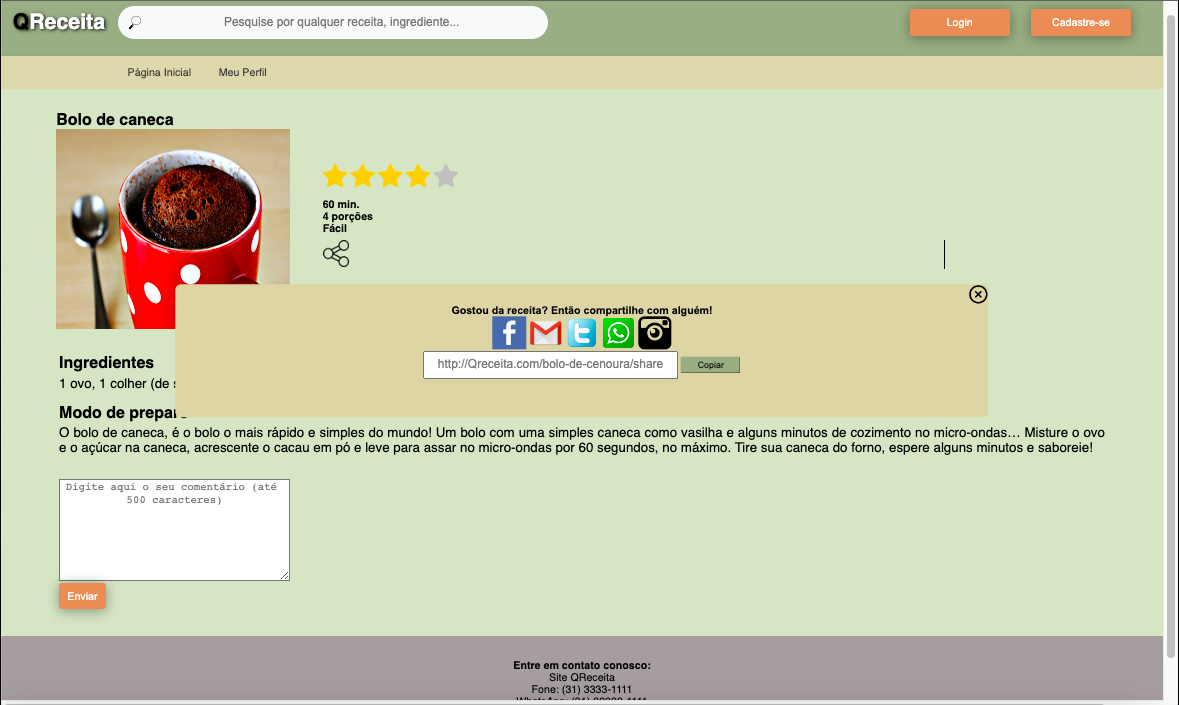 QReceita
Pesquise por qualquer receita, ingrediente...
Login
Cadastre-se
Página Inicial
Meu Perfil
Bolo de caneca
60 min.
4 porções
Fácil
Gostou da receita? Então compartilhe com alguém!
http://Qreceita.com/bolo-de-cenoura/share
Copiar
Ingredientes
1 ovo, 1 colher (de s
Modo de preparo
O bolo de caneca, é o bolo o mais rápido e simples do mundo! Um bolo com uma simples caneca como vasilha e alguns minutos de cozimento no micro-ondas… Misture o ovo
e o açúcar na caneca, acrescente o cacau em pó e leve para assar no micro-ondas por 60 segundos, no máximo. Tire sua caneca do forno, espere alguns minutos e saboreie!
Digite aqui o seu comentário (até
500 caracteres)
Enviar
Entre em contato conosco:
Site QReceita
Fone: (31) 3333-1111